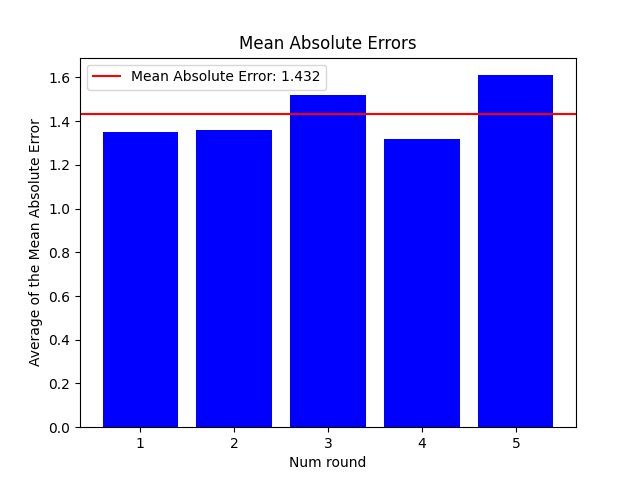 Mean Absolute Errors
Mean Absolute Error: 1.432
Average of the Mean Absolute Error
1.6
1.4
1.2
1.0
0.8
0.6
0.4
0.2
0.0
1 2 3 4 5
Num round